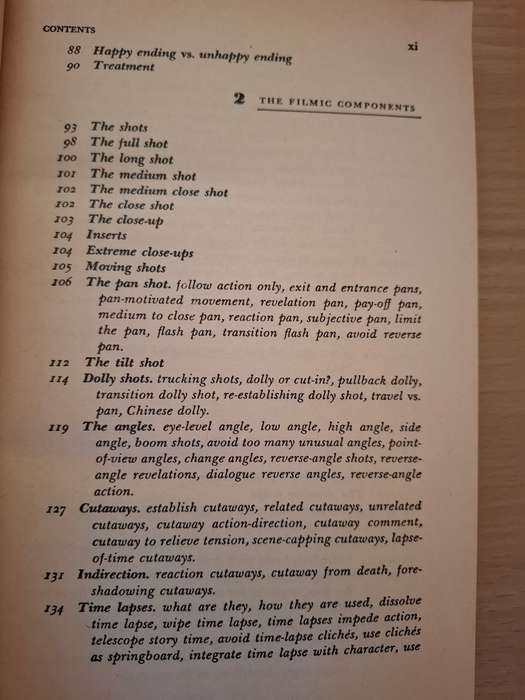 CONTENTS
xi
88 Happy ending vs. unhappy ending
90 Treatment
2 THE FILMIC COMPONENTS
93 The shots
98 The full shot
100 The long shot
101 The medium shot
102 The medium close shot
102 The close shot
103 The close-up
104 Inserts
104 Extreme close-ups
105 Moving shots
106 The pan shot. follow action only, exit and entrance pans,
pan-motivated movement, revelation pan, pay-off pan,
medium to close pan, reaction pan, subjective pan, limit
the pan, flash pan, transition flash pan, avoid reverse
pan.
112 The tilt shot
114 Dolly shots. trucking shots, dolly or cut-in?, pullback dolly,
transition dolly shot, re-establishing dolly shot, travel vs.
pan, Chinese dolly.
119 The angles. eye-level angle, low angle, high angle, side
angle, boom shots, avoid too many unusual angles, point-
of-view angles, change angles, reverse-angle shots, reverse-
angle revelations, dialogue reverse angles, reverse-angle
action.
127 Cutaways. establish cutaways, related cutaways, unrelated
cutaways, cutaway action-direction, cutaway comment,
cutaway to relieve tension, scene-capping cutaways, lapse-
of-time cutaways.
131 Indirection. reaction cutaways, cutaway from death, fore-
shadowing cutaways.
134 Time lapses. what are they, how they are used, dissolve
time lapse, wipe time lapse, time lapses impede action,
telescope story time, avoid time-lapse clichés, use clichés
as springboard, integrate time lapse with character, use